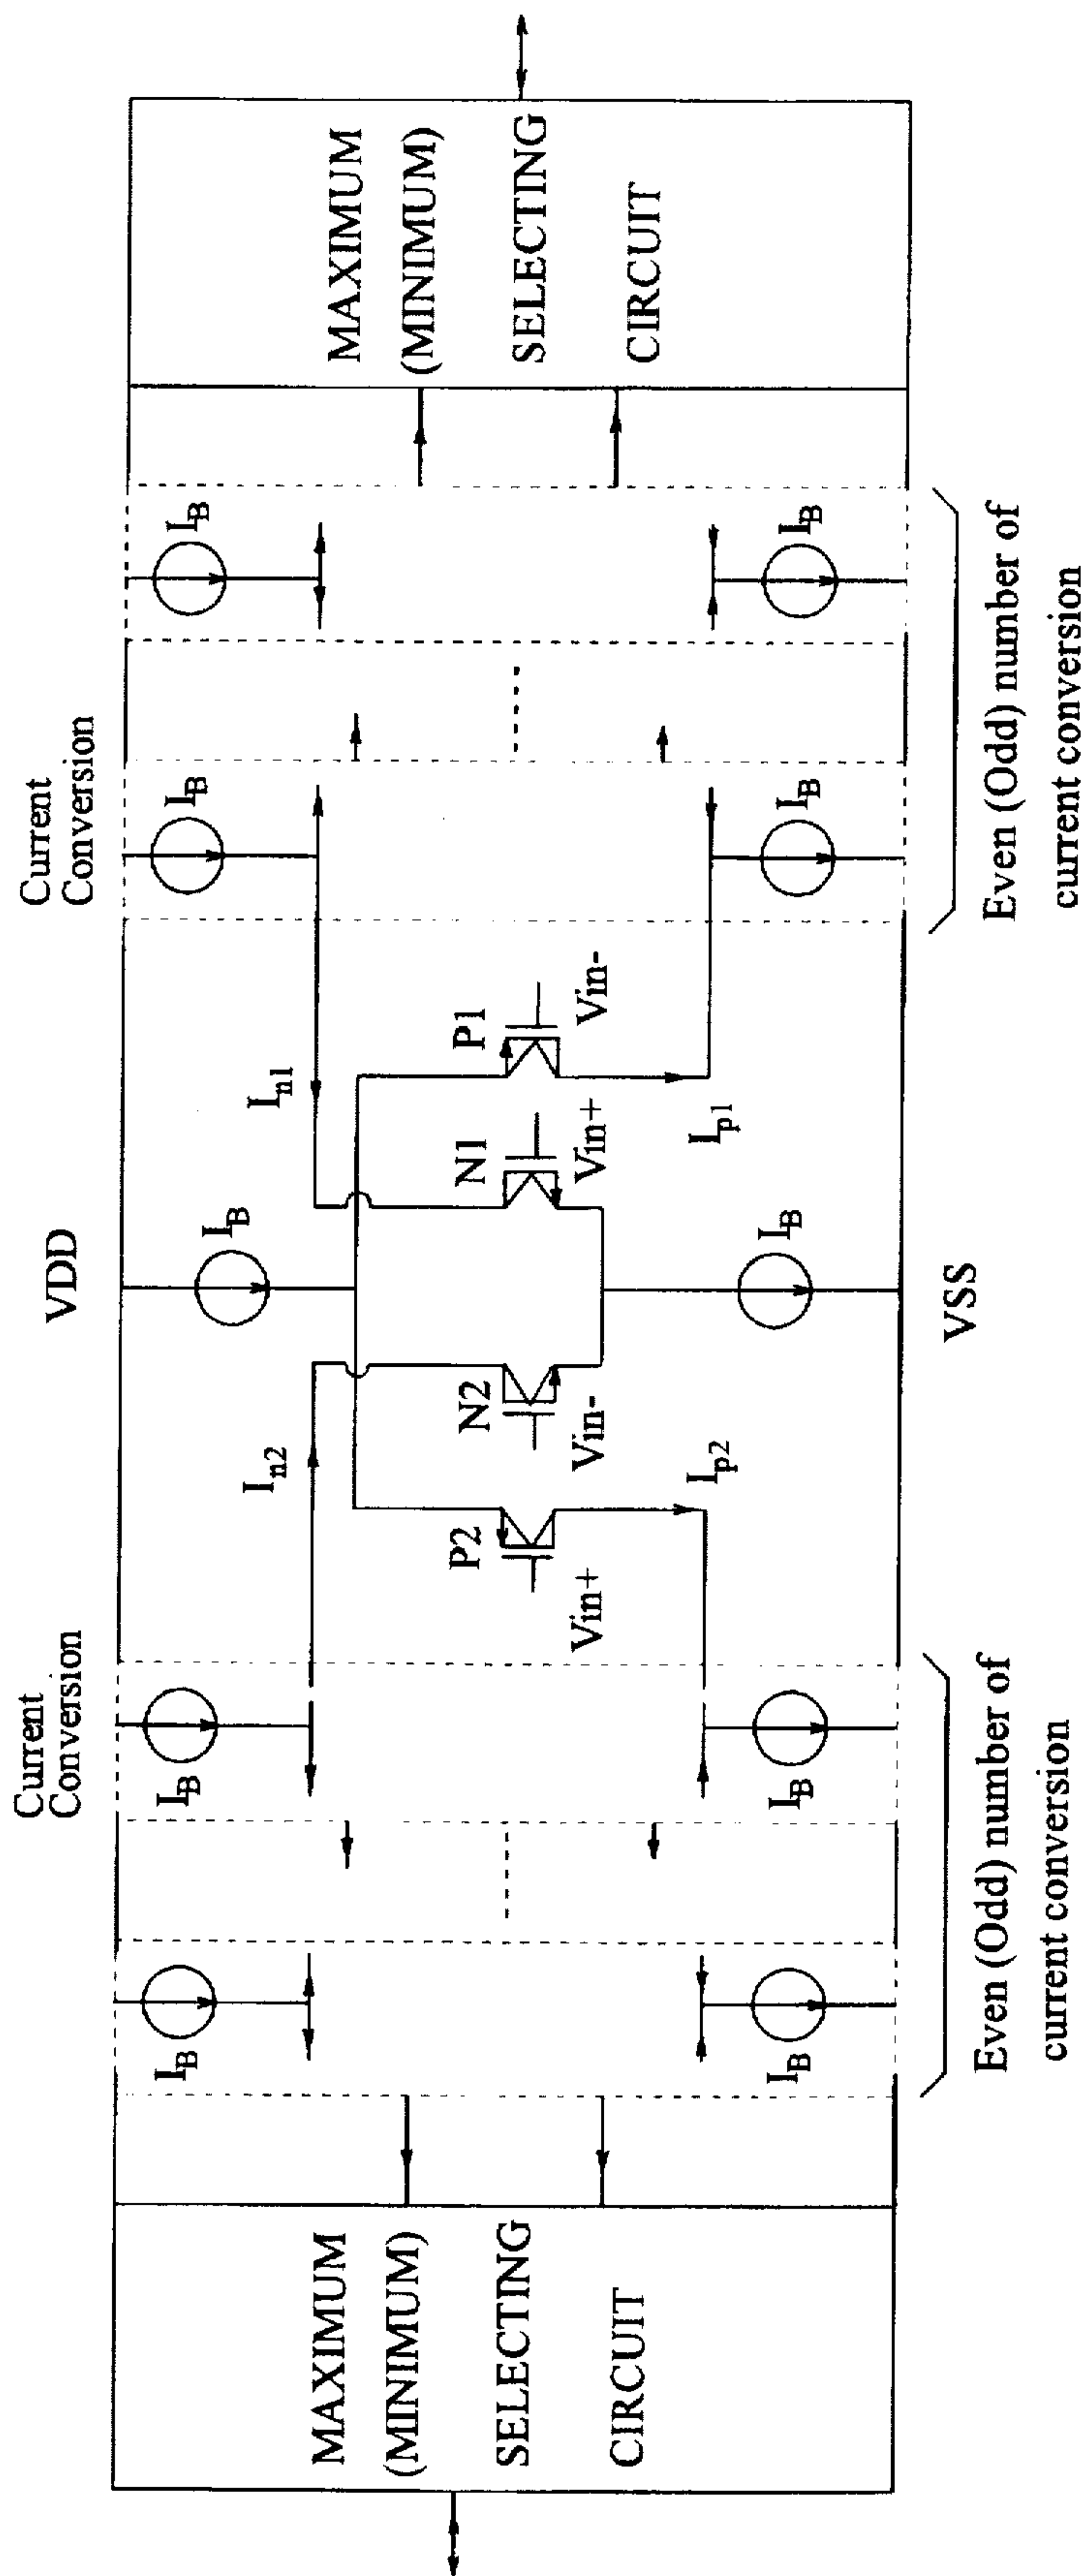 Current
Conversion
VDD
Current
Conversion
MAXIMUM
(MINIMUM)
SELECTING
CIRCUIT
I_B
I_B
I_n2
I_B
I_n1
I_B
I_B
MAXIMUM
(MINIMUM)
SELECTING
CIRCUIT
P2
Vin+
N2
Vin-
N1
Vin+
P1
Vin-
I_p2
I_p1
I_B
I_B
I_B
I_B
I_B
VSS
Even (Odd) number of
current conversion
Even (Odd) number of
current conversion